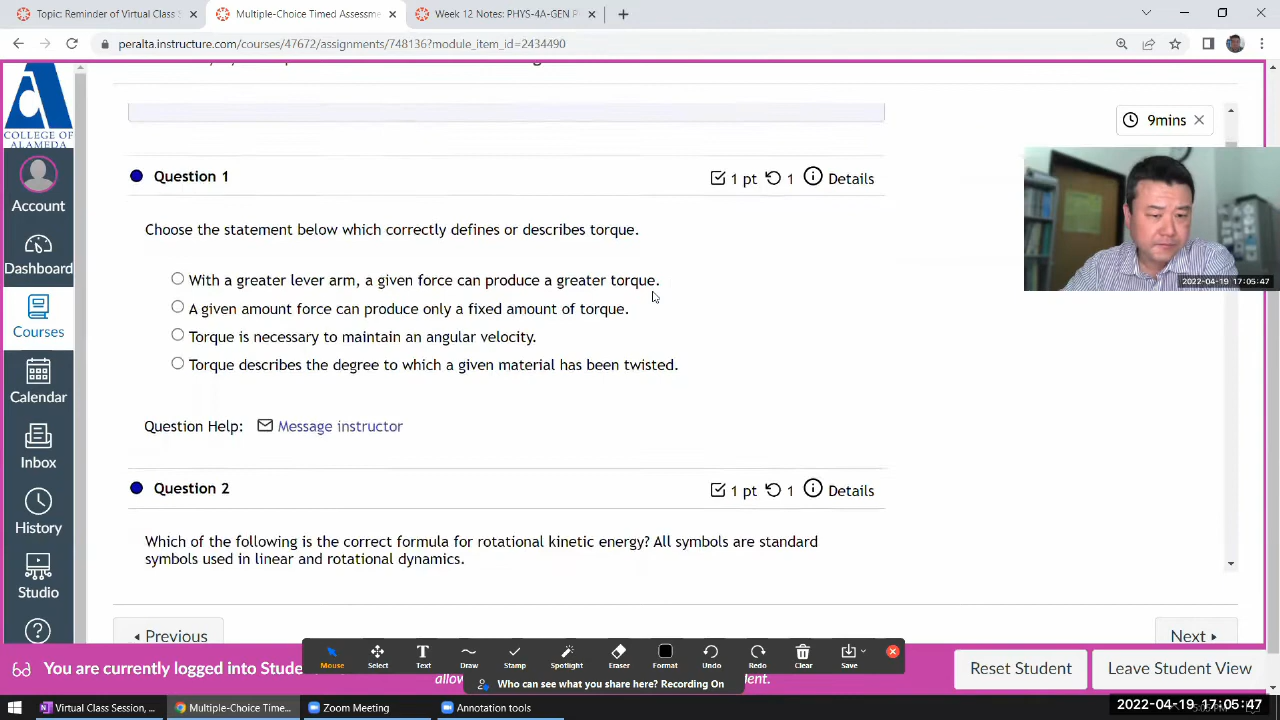 Topic: Reminder of Virtual Class S
Multiple-Choice Timed Assessme
Week 12 Notes: PHYS-4A-GEN P
peralta.instructure.com/courses/47672/assignments/748136?module_item_id=2434490
COLLEGE OF
ALAMEDA
Account
Dashboard
Courses
Calendar
Inbox
History
Studio
9mins
Question 1
1 pt
1
Details
Choose the statement below which correctly defines or describes torque.
With a greater lever arm, a given force can produce a greater torque.
A given amount force can produce only a fixed amount of torque.
Torque is necessary to maintain an angular velocity.
Torque describes the degree to which a given material has been twisted.
Question Help:
Message instructor
Question 2
1 pt
1
Details
Which of the following is the correct formula for rotational kinetic energy? All symbols are standard
symbols used in linear and rotational dynamics.
2022-04-19 17:05:47
Previous
Next
Mouse
Select
Text
Draw
Stamp
Spotlight
Eraser
Format
Undo
Redo
Clear
Save
Who can see what you share here? Recording On
You are currently logged into Stude
Reset Student
Leave Student View
Virtual Class Session, ...
Multiple-Choice Time...
Zoom Meeting
Annotation tools
2022-04-19 17:05:47